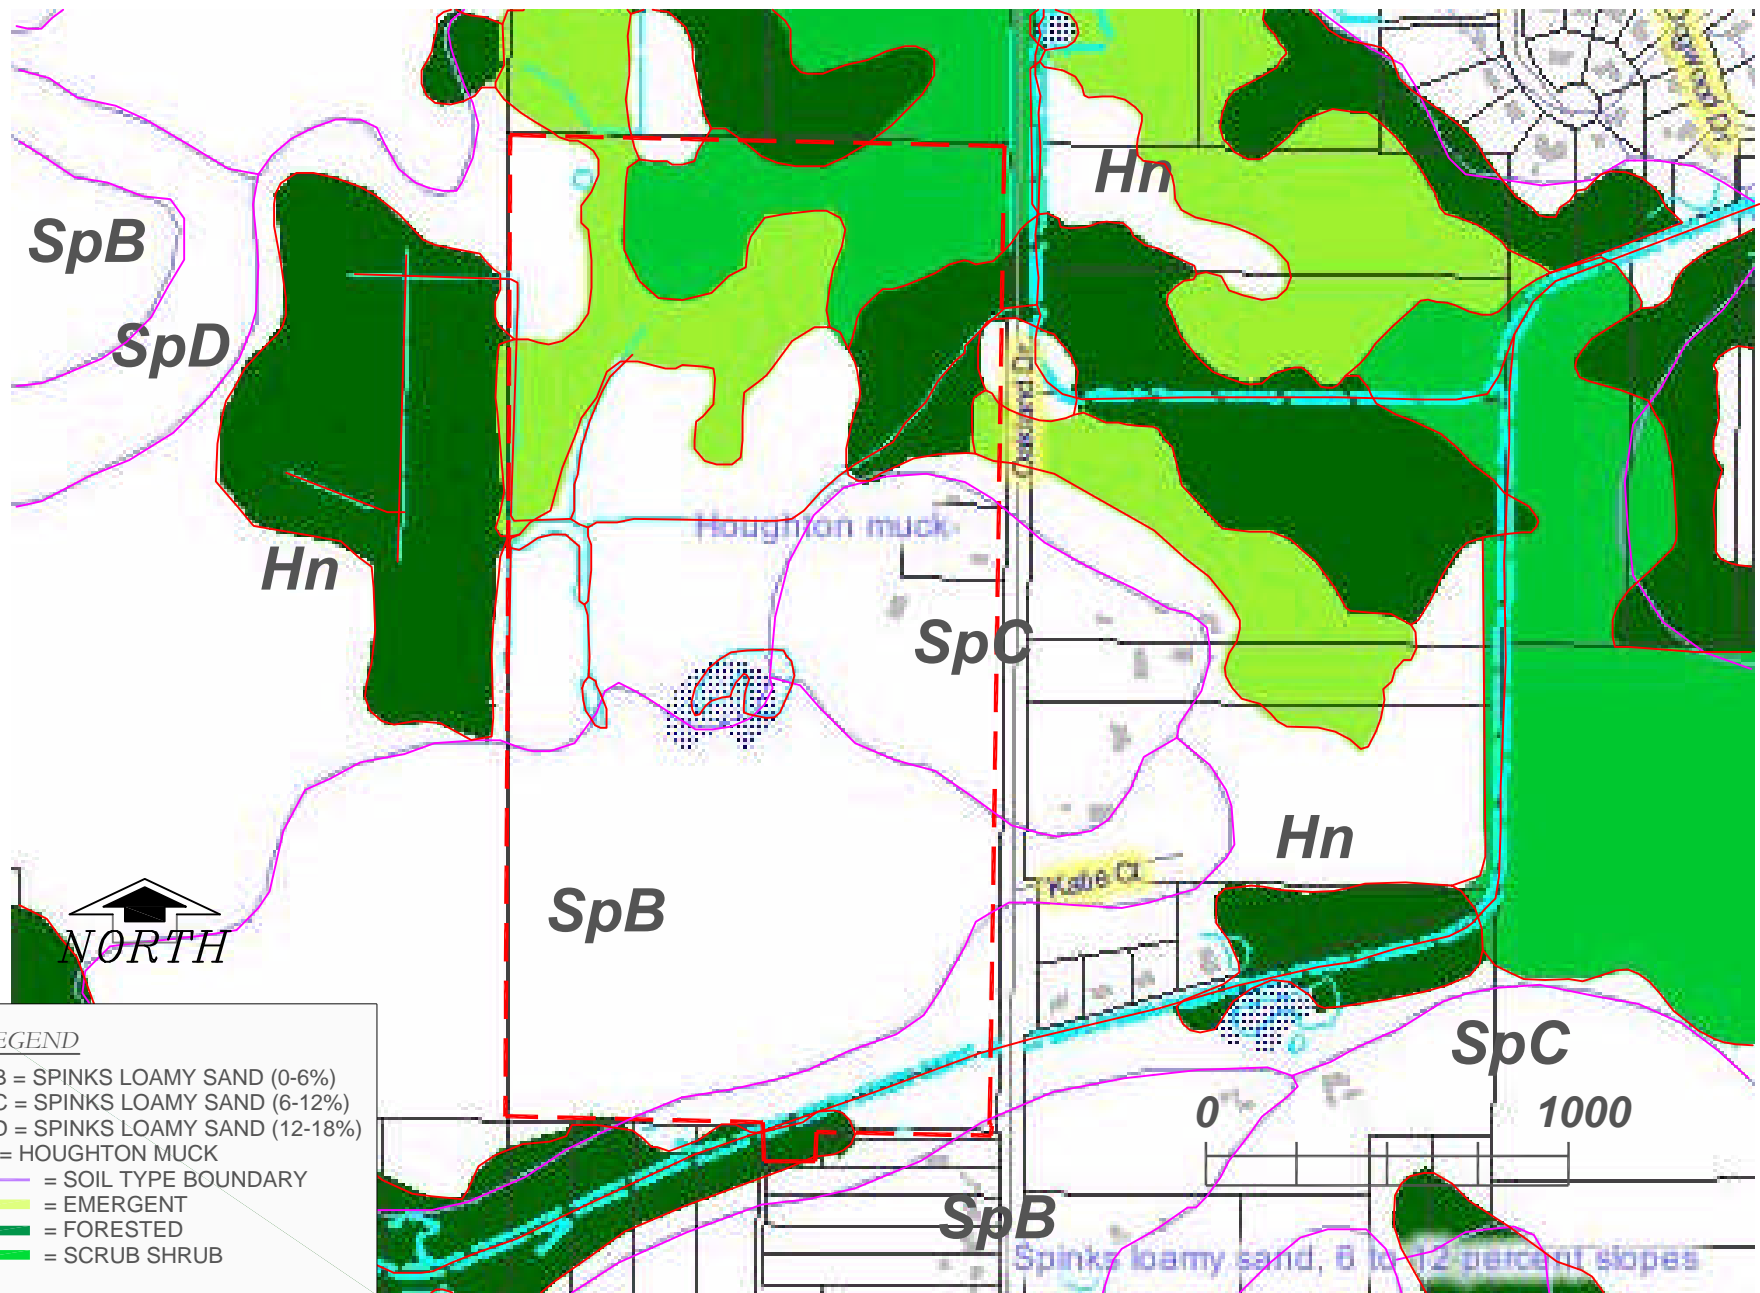 Hn
SpB
SpD
Houghton muck
Hn
SpC
Hn
Katie Ct
SpB
NORTH
EGEND
B = SPINKS LOAMY SAND (0-6%)
C = SPINKS LOAMY SAND (6-12%)
D = SPINKS LOAMY SAND (12-18%)
= HOUGHTON MUCK
= SOIL TYPE BOUNDARY
= EMERGENT
= FORESTED
= SCRUB SHRUB
SpC
0 1000
SpB
Spinks loamy sand, 6 to 12 percent slopes